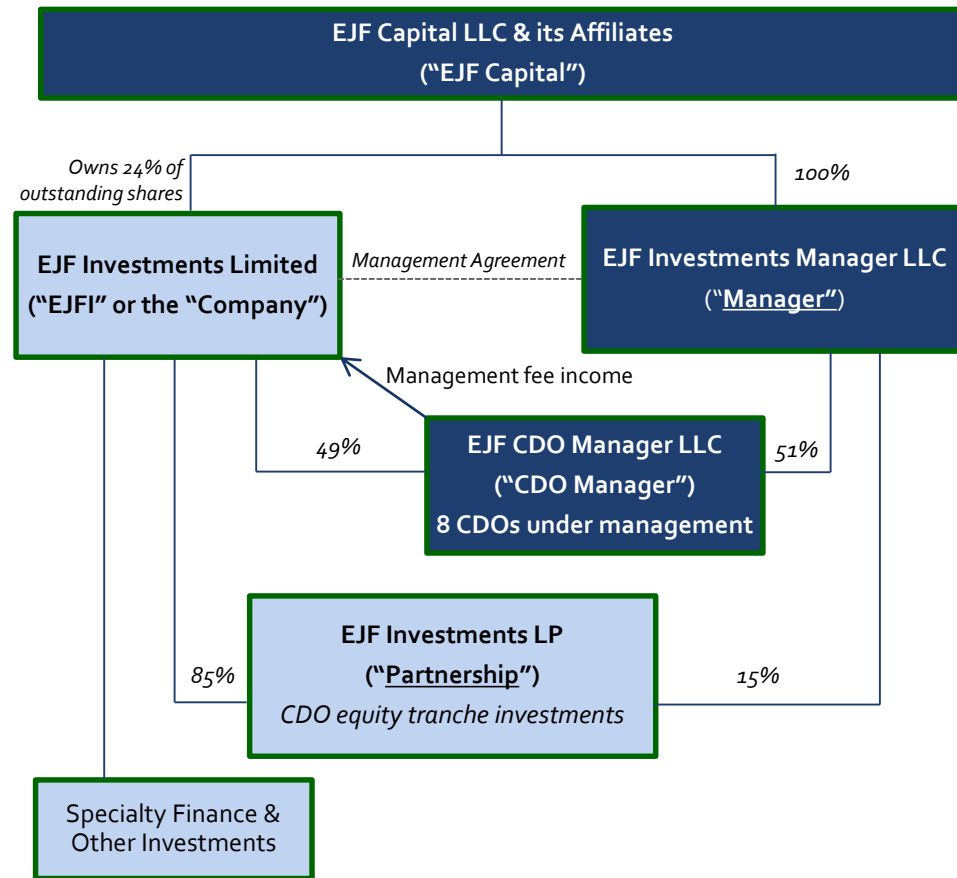 EJF Capital LLC & its Affiliates
(“EJF Capital”)
Owns 24% of
outstanding shares
100%
EJF Investments Limited
(“EJFI” or the “Company”)
Management Agreement
EJF Investments Manager LLC
(“Manager”)
Management fee income
49%
EJF CDO Manager LLC
(“CDO Manager”)
8 CDOs under management
51%
85%
EJF Investments LP
(“Partnership”)
CDO equity tranche investments
15%
Specialty Finance &
Other Investments